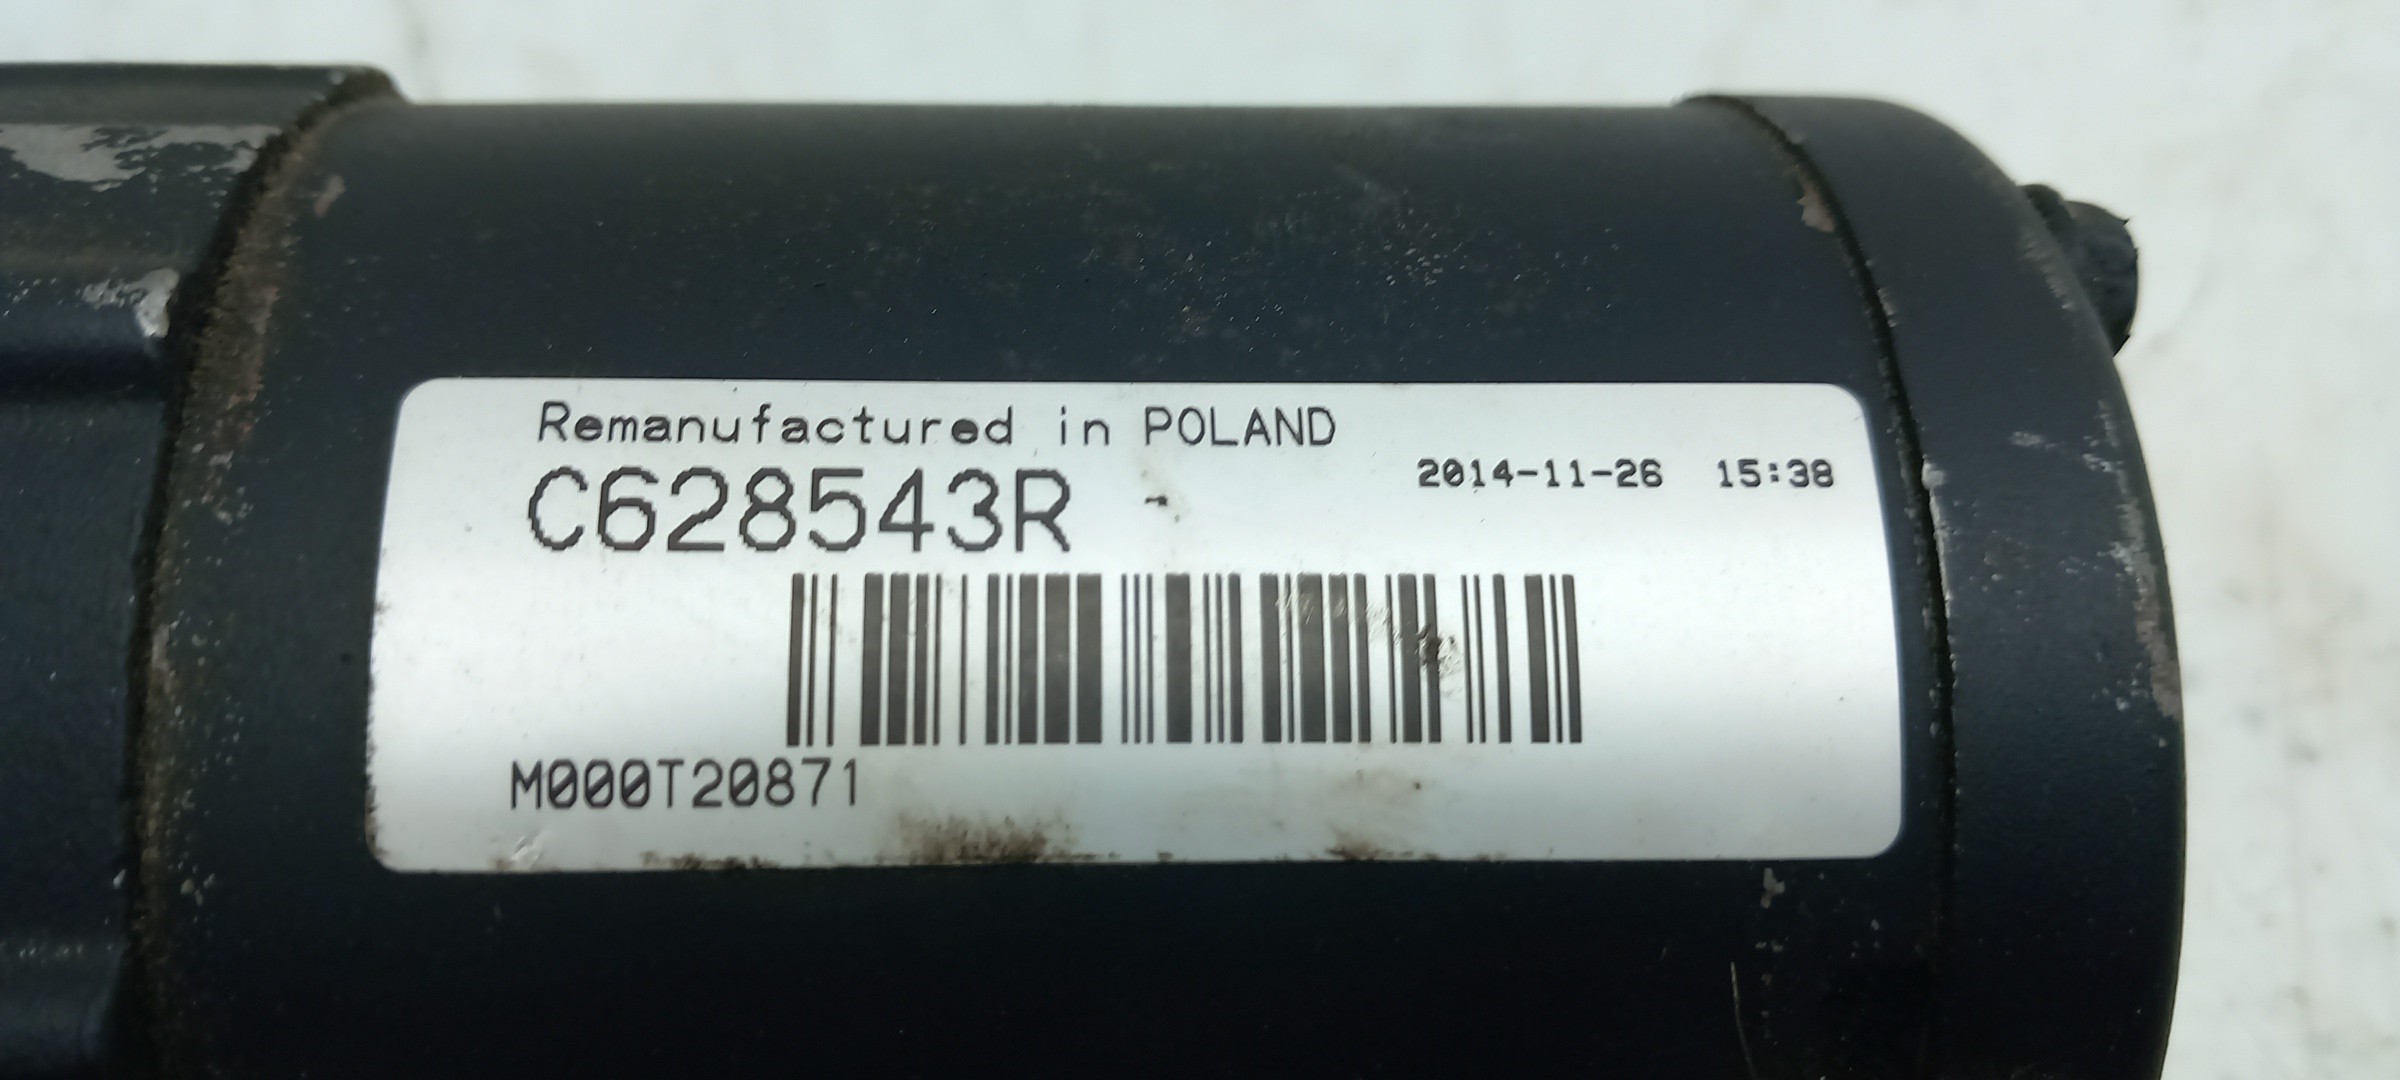 Remanufactured in POLAND
C628543R
2014-11-26 15:38
M000T20871